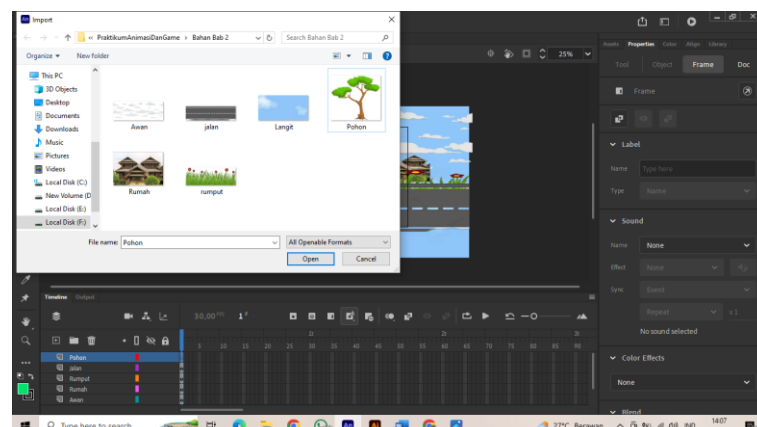 An Import
« PraktikumAnimasiDanGame › Bahan Bab 2
Search Bahan Bab 2
Organize
New folder
This PC
3D Objects
Desktop
Documents
Downloads
Music
Pictures
Videos
Local Disk (C:)
New Volume (D
Local Disk (E:)
Local Disk (F:)
Awan
jalan
Langit
Pohon
Rumah
rumput
File name: Pohon
All Openable Formats
Open
Cancel
25%
Assets Properties Color Align Library
Tool Object Frame Doc
Frame
Label
Name Type here
Type Name
Sound
Name None
Effect None
Sync Event
Repeat x 1
No sound selected
Color Effects
None
Blend
Timeline Output
30,00 FPS 1 F
1s 2s 3s
5 10 15 20 25 30 35 40 45 50 55 60 65 70 75 80 85 90
Pohon
jalan
Rumput
Rumah
Awan
Type here to search
27°C Berawan
IND
14:07